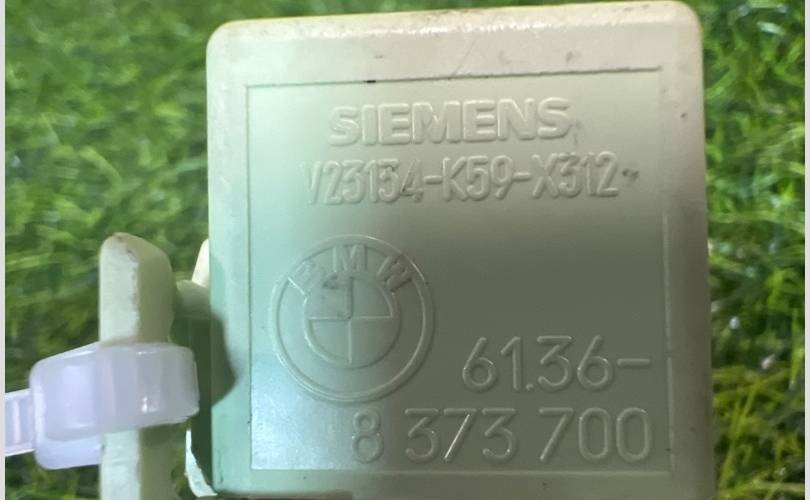 SIEMENS
V23134-K59-X312
BMW
61.36-
8 373 700